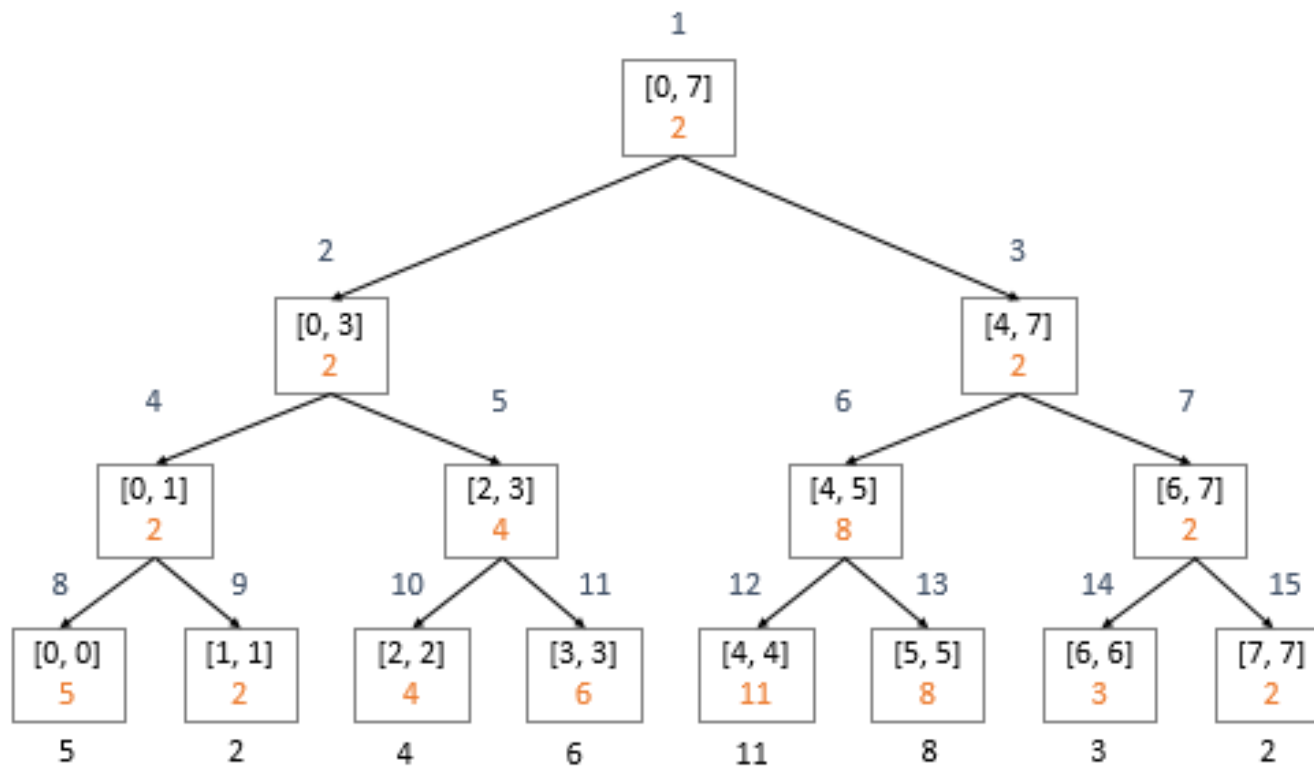 1
[0, 7]
2
2 3
[0, 3] [4, 7]
2 2
4 5 6 7
[0, 1] [2, 3] [4, 5] [6, 7]
2 4 8 2
8 9 10 11 12 13 14 15
[0, 0] [1, 1] [2, 2] [3, 3] [4, 4] [5, 5] [6, 6] [7, 7]
5 2 4 6 11 8 3 2
5 2 4 6 11 8 3 2